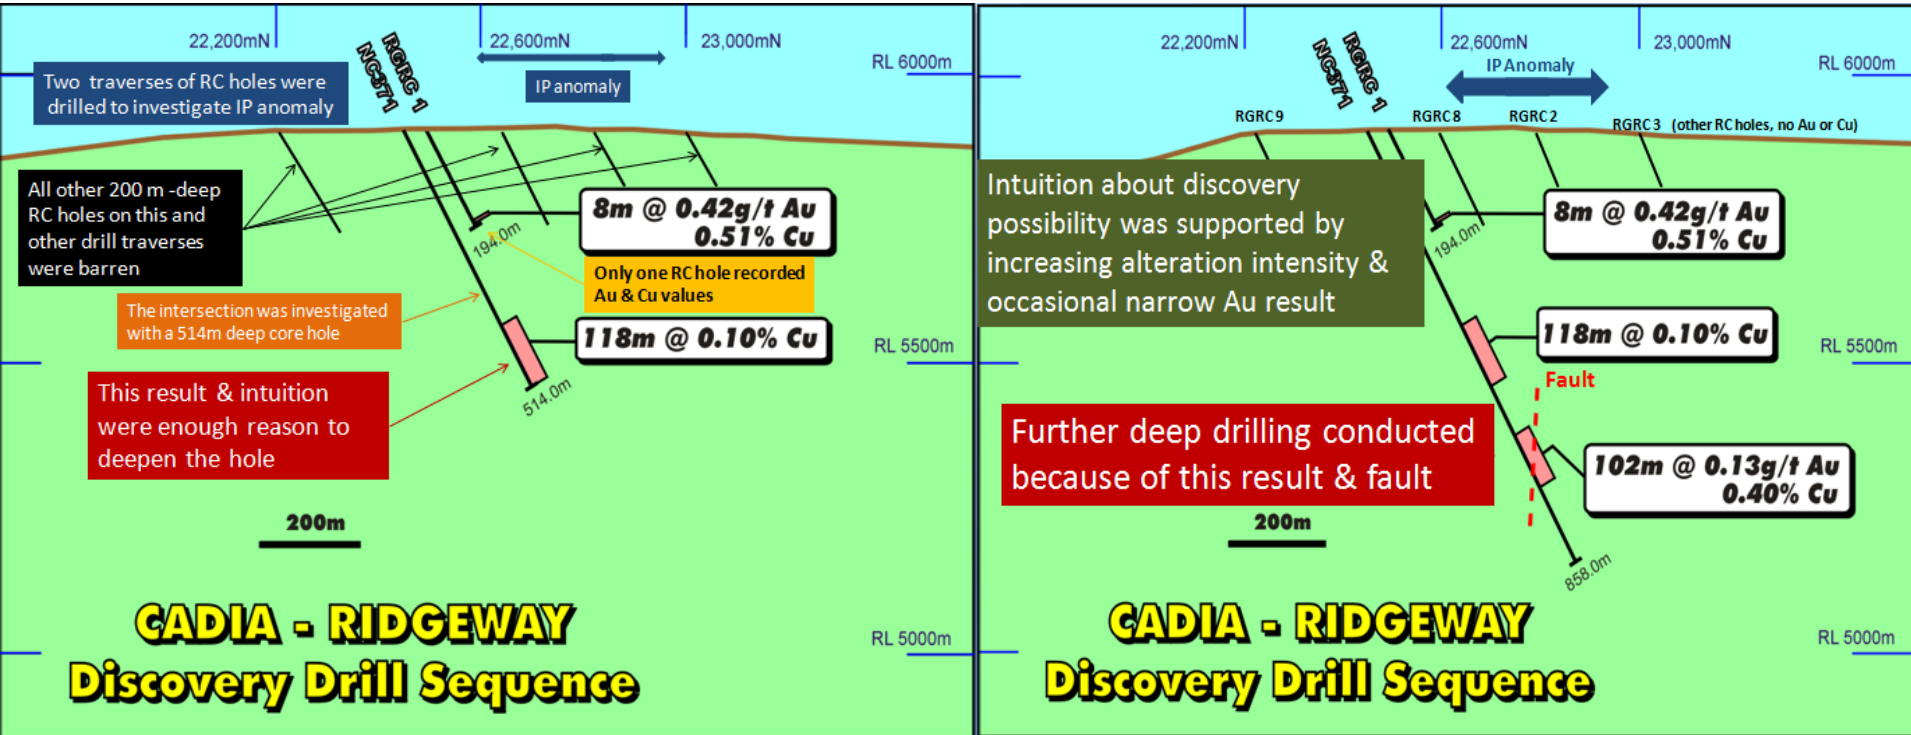 22,200mN
22,600mN
23,000mN
RL 6000m
NC371
RGRC 1
Two traverses of RC holes were
drilled to investigate IP anomaly
IP anomaly
All other 200 m -deep
RC holes on this and
other drill traverses
were barren
8m @ 0.42g/t Au
0.51% Cu
194.0m
Only one RC hole recorded
Au & Cu values
The intersection was investigated
with a 514m deep core hole
118m @ 0.10% Cu
RL 5500m
This result & intuition
were enough reason to
deepen the hole
514.0m
200m
CADIA - RIDGEWAY
Discovery Drill Sequence
RL 5000m
22,200mN
22,600mN
23,000mN
RL 6000m
NC371
RGRC 1
IP Anomaly
RGRC9
RGRC8
RGRC2
RGRC3 (other RC holes, no Au or Cu)
Intuition about discovery
possibility was supported by
increasing alteration intensity &
occasional narrow Au result
8m @ 0.42g/t Au
0.51% Cu
194.0m
118m @ 0.10% Cu
RL 5500m
Fault
Further deep drilling conducted
because of this result & fault
102m @ 0.13g/t Au
0.40% Cu
200m
858.0m
CADIA - RIDGEWAY
Discovery Drill Sequence
RL 5000m